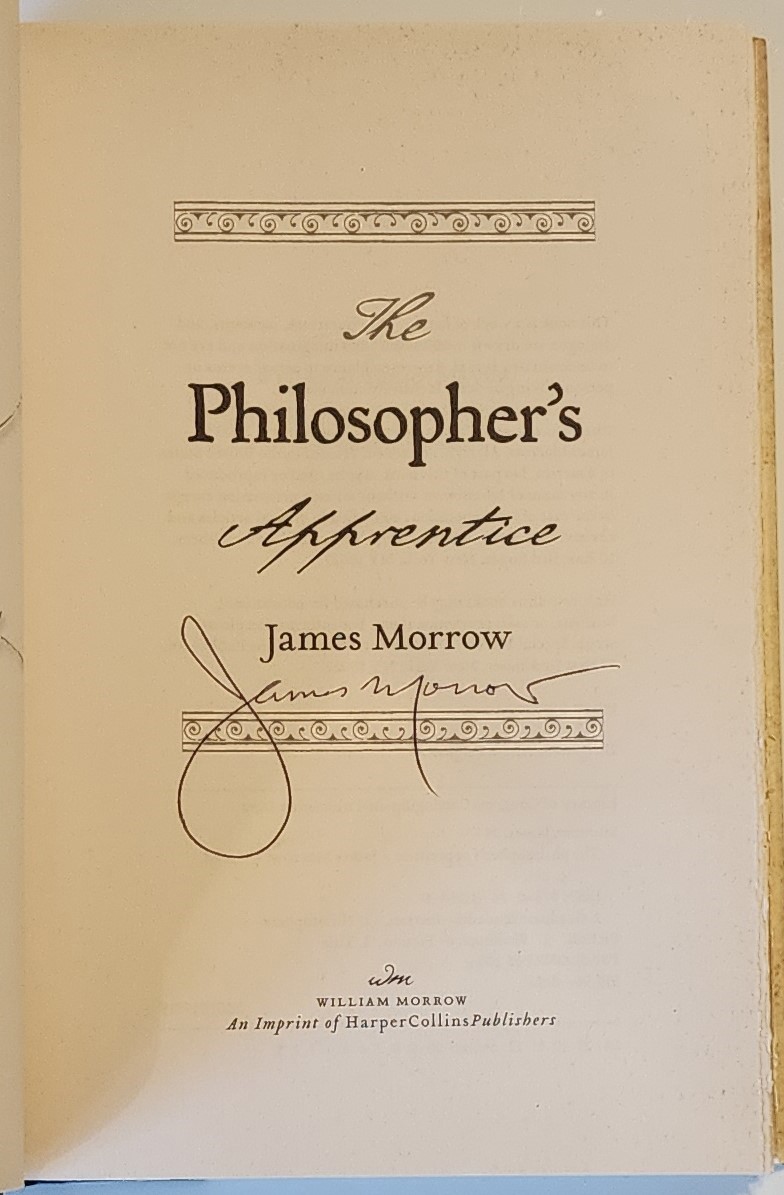 The
Philosopher's
Apprentice
James Morrow
James Morrow
wm
WILLIAM MORROW
An Imprint of HarperCollinsPublishers